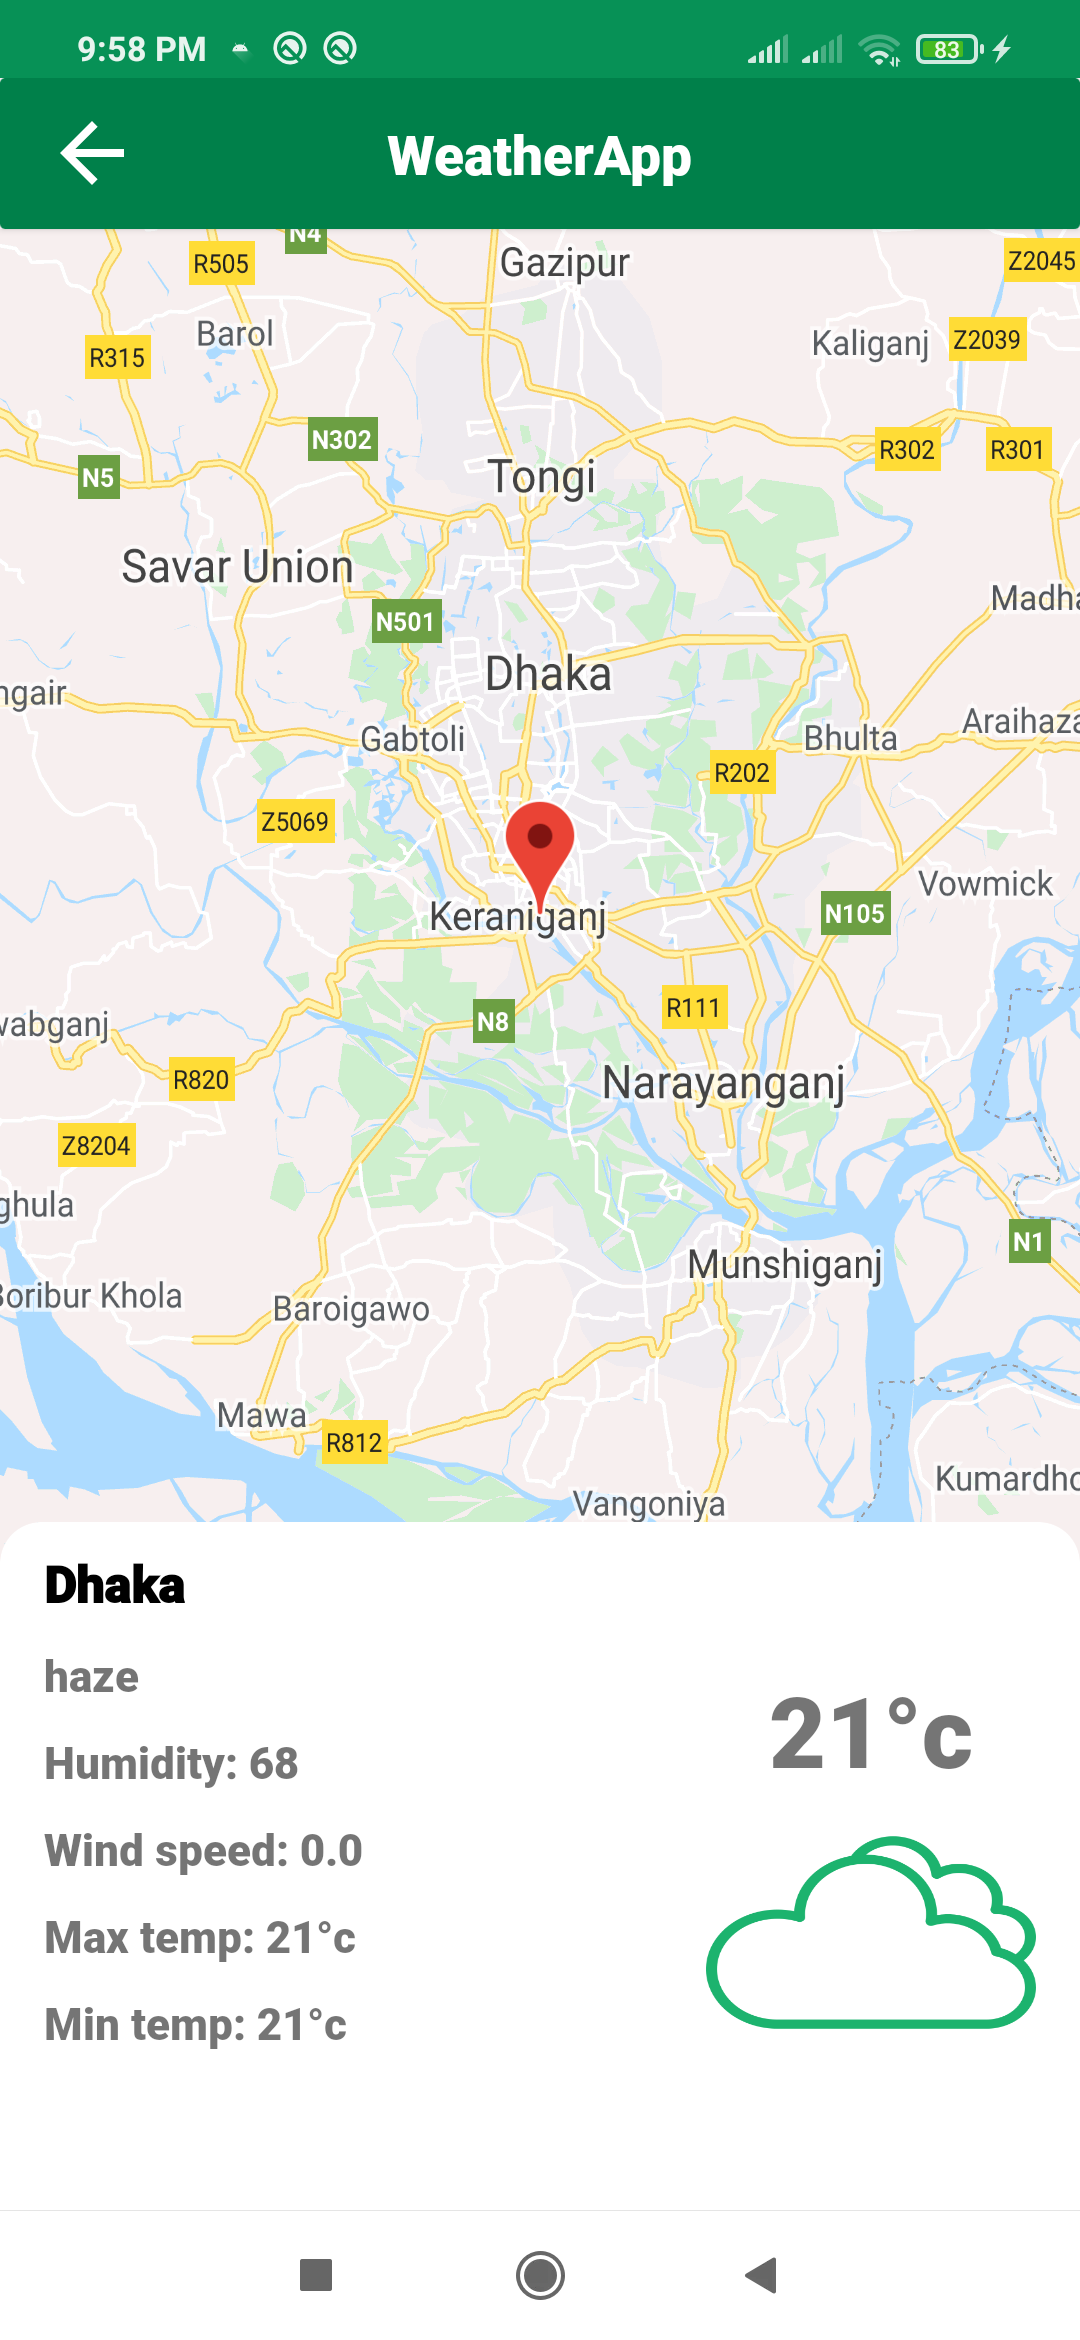 9:58 PM
83
WeatherApp
N4
R505
Gazipur
Z2045
Barol
Kaliganj
Z2039
R315
N302
R302
R301
N5
Tongi
Savar Union
Madha
N501
Dhaka
ngair
Gabtoli
Bhulta
Araihaza
R202
Z5069
Vowmick
Keraniganj
N105
N8
R111
wabganj
R820
Narayanganj
Z8204
ghula
N1
Munshiganj
Boribur Khola
Baroigawo
Mawa
R812
Kumardho
Vangoniya
Dhaka
haze
21°c
Humidity: 68
Wind speed: 0.0
Max temp: 21°c
Min temp: 21°c